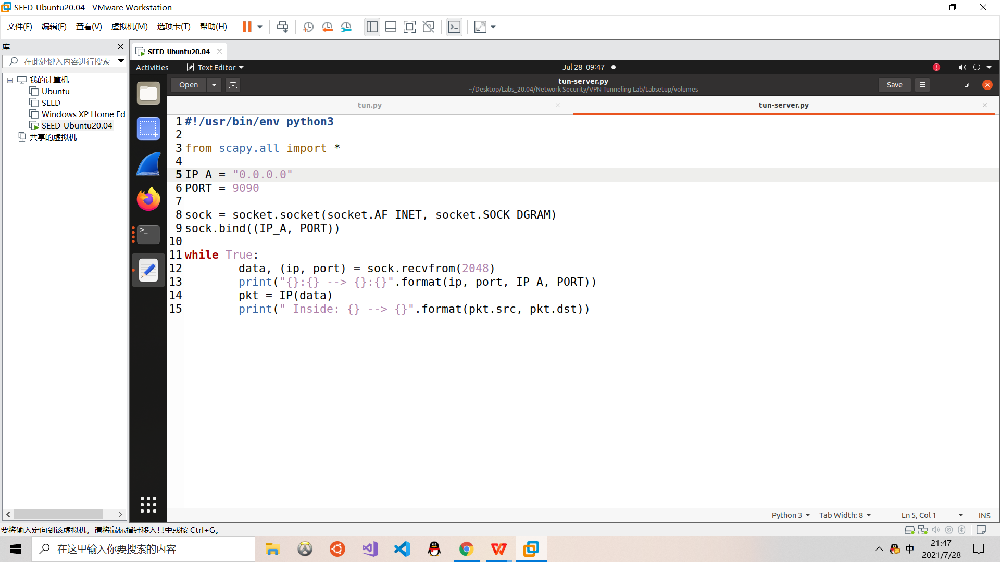 SEED-Ubuntu20.04 - VMware Workstation
文件(F) 编辑(E) 查看(V) 虚拟机(M) 选项卡(T) 帮助(H)
库
在此处键入内容进行搜索
我的计算机
Ubuntu
SEED
Windows XP Home Ed
SEED-Ubuntu20.04
共享的虚拟机
SEED-Ubuntu20.04
Activities Text Editor Jul 28 09:47
Open tun-server.py Save
~/Desktop/Labs_20.04/Network Security/VPN Tunneling Lab/Labsetup/volumes
tun.py tun-server.py
1 #!/usr/bin/env python3
2
3 from scapy.all import *
4
5 IP_A = "0.0.0.0"
6 PORT = 9090
7
8 sock = socket.socket(socket.AF_INET, socket.SOCK_DGRAM)
9 sock.bind((IP_A, PORT))
10
11 while True:
12 data, (ip, port) = sock.recvfrom(2048)
13 print("{}:{} --> {}:{}".format(ip, port, IP_A, PORT))
14 pkt = IP(data)
15 print(" Inside: {} --> {}".format(pkt.src, pkt.dst))
Python 3 Tab Width: 8 Ln 5, Col 1 INS
要将输入定向到该虚拟机，请将鼠标指针移入其中或按 Ctrl+G。
在这里输入你要搜索的内容
中
21:47
2021/7/28